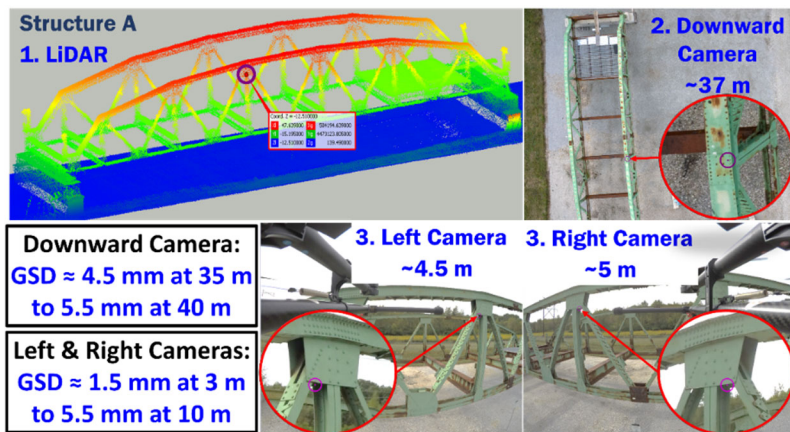 Structure A
1. LiDAR
2. Downward
Camera
~37 m
Downward Camera:
GSD ≈ 4.5 mm at 35 m
to 5.5 mm at 40 m
Left & Right Cameras:
GSD ≈ 1.5 mm at 3 m
to 5.5 mm at 10 m
3. Left Camera
~4.5 m
3. Right Camera
~5 m